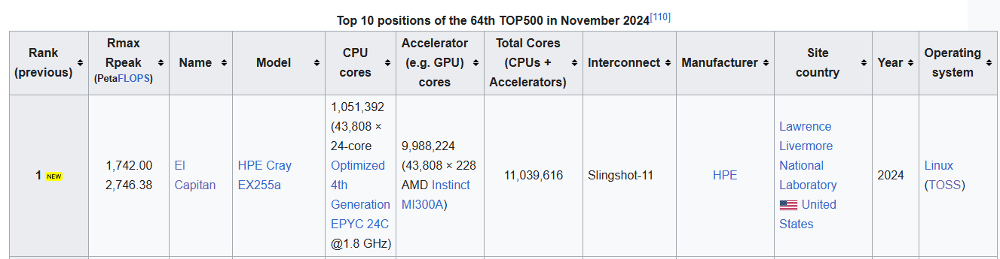 Top 10 positions of the 64th TOP500 in November 2024[110]
Rank
(previous)
Rmax
Rpeak
(PetaFLOPS)
Name
Model
CPU
cores
Accelerator
(e.g. GPU)
cores
Total Cores
(CPUs +
Accelerators)
Interconnect
Manufacturer
Site
country
Year
Operating
system
1 NEW
1,742.00
2,746.38
El
Capitan
HPE Cray
EX255a
1,051,392
(43,808 ×
24-core
Optimized
4th
Generation
EPYC 24C
@1.8 GHz)
9,988,224
(43,808 × 228
AMD Instinct
MI300A)
11,039,616
Slingshot-11
HPE
Lawrence
Livermore
National
Laboratory
United
States
2024
Linux
(TOSS)